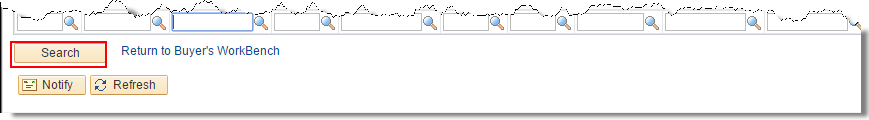 Search Return to Buyer's WorkBench
Notify Refresh